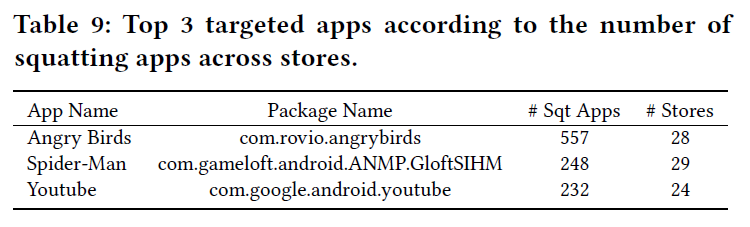 Table 9: Top 3 targeted apps according to the number of
squatting apps across stores.
App Name Package Name # Sqt Apps # Stores
Angry Birds com.rovio.angrybirds 557 28
Spider-Man com.gameloft.android.ANMP.GloftSIHM 248 29
Youtube com.google.android.youtube 232 24